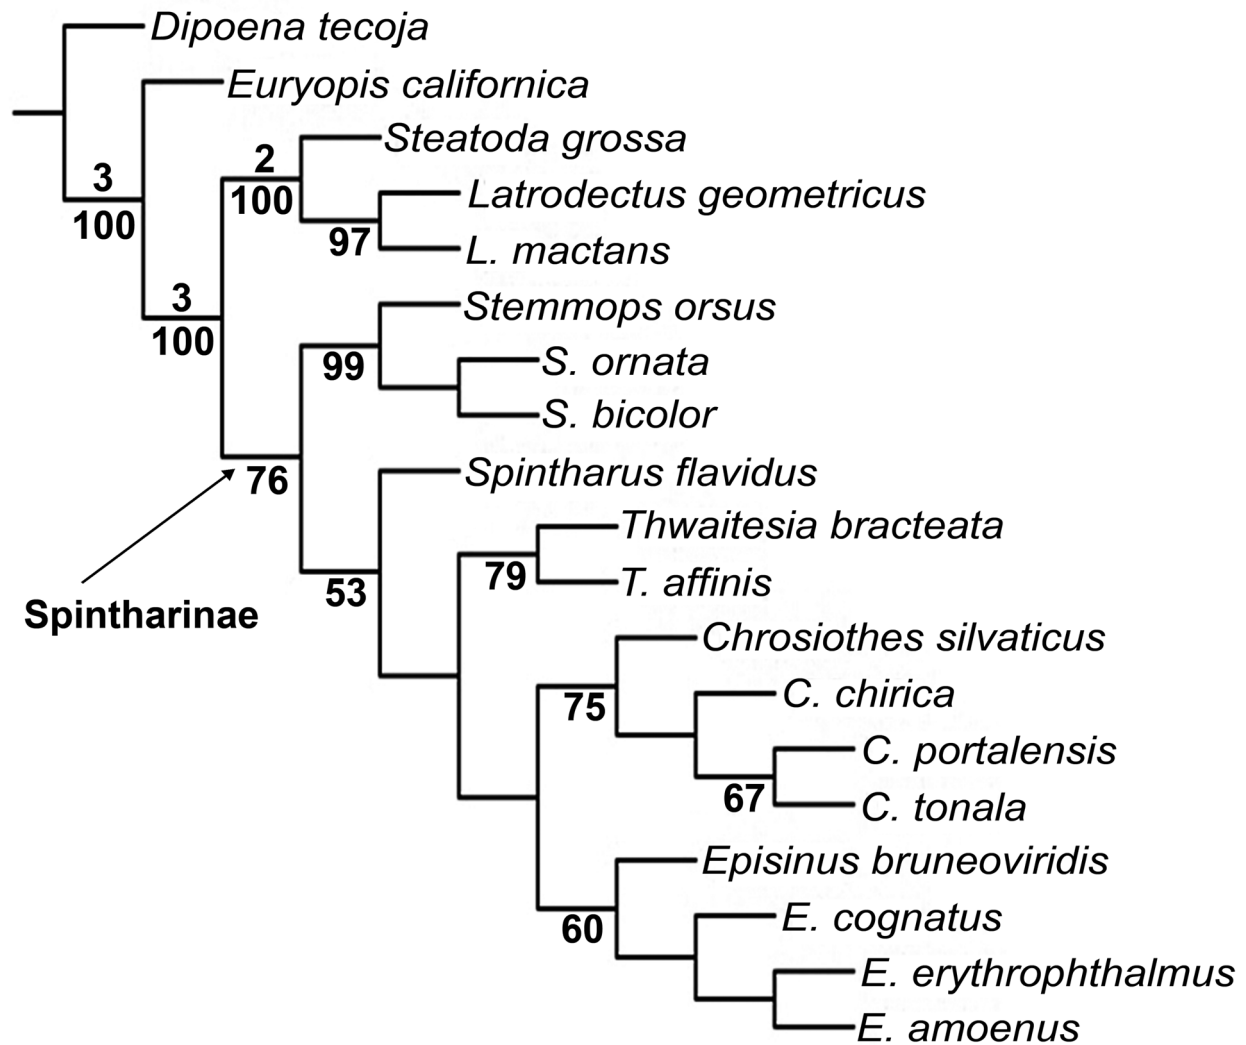 Dipoena tecoja
Euryopis californica
Steatoda grossa
2
3
Latrodectus geometricus
100
100
97
L. mactans
3
Stemmops orsus
100
S. ornata
99
S. bicolor
Spintharus flavidus
76
Thwaitesia bracteata
79
T. affinis
53
Spintharinae
Chrosiothes silvaticus
C. chirica
75
C. portalensis
67
C. tonala
Episinus bruneoviridis
E. cognatus
60
E. erythrophthalmus
E. amoenus